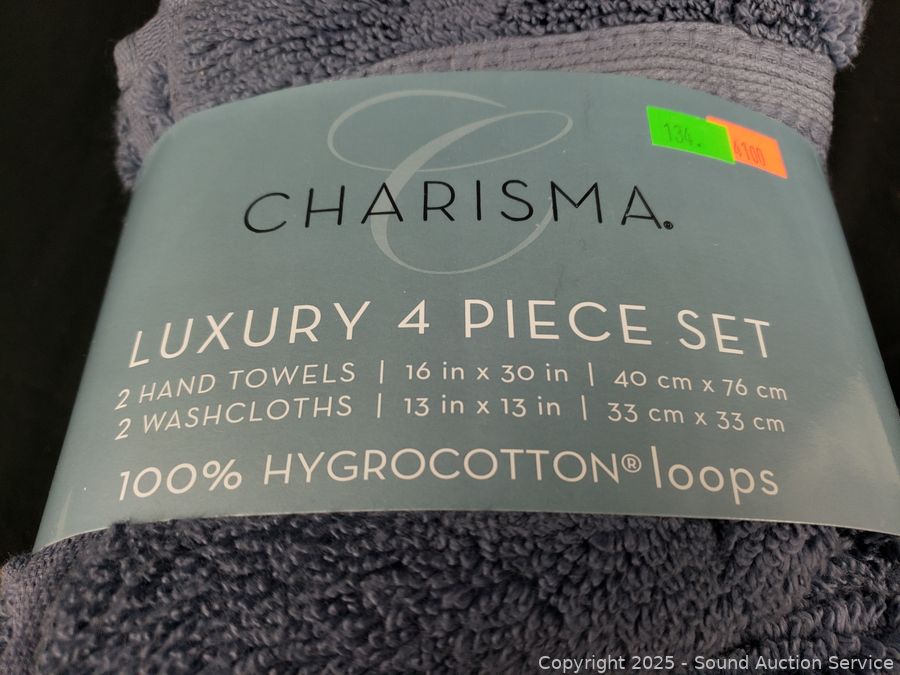 134.
4100
CHARISMA®
LUXURY 4 PIECE SET
2 HAND TOWELS | 16 in x 30 in | 40 cm x 76 cm
2 WASHCLOTHS | 13 in x 13 in | 33 cm x 33 cm
100% HYGROCOTTON® loops
Copyright 2025 - Sound Auction Service